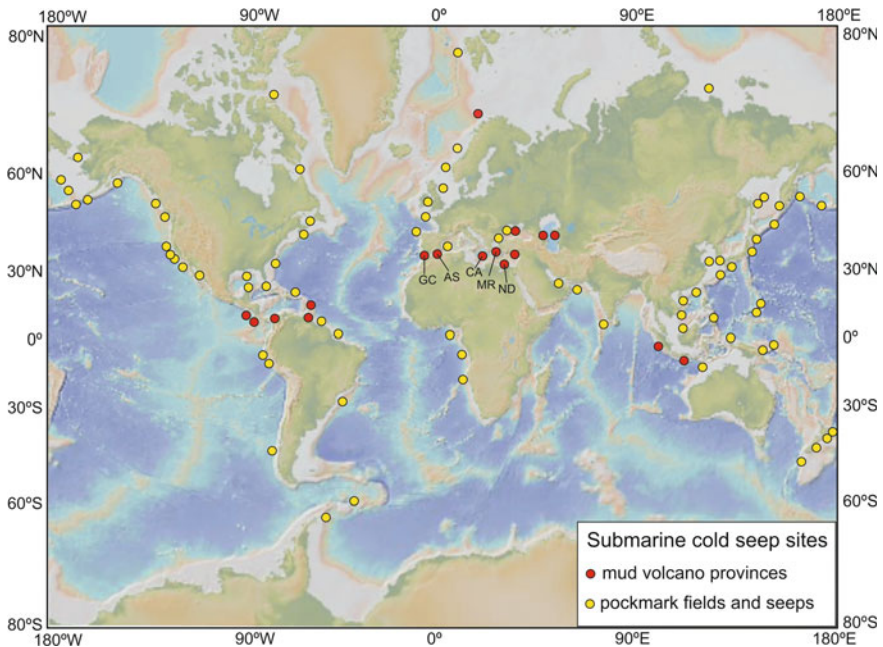 180°W 90°W 0° 90°E 180°E
80°N 80°N
60°N 60°N
30°N 30°N
GC AS CA MR ND
0° 0°
30°S 30°S
60°S 60°S
Submarine cold seep sites
mud volcano provinces
pockmark fields and seeps
80°S 80°S
180°W 90°W 0° 90°E 180°E